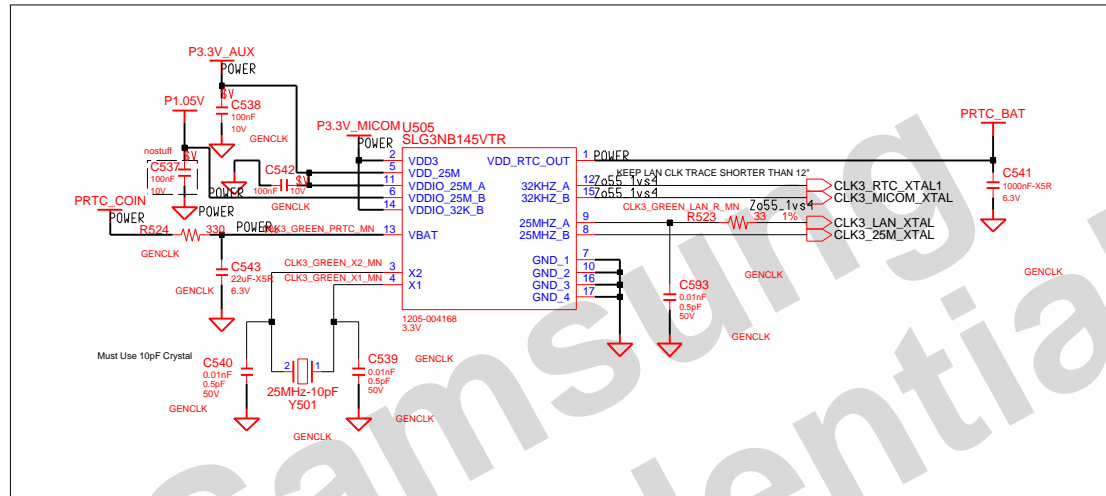 P3.3V_AUX
POWER
P1.05V
5V
C538
100nF
10V
GENCLK
nostuff
5V
C537
100nF
10V
POWER
P3.3V_MICOM
POWER
U505
SLG3NB145VTR
C542
5V
100nF
10V
GENCLK
POWER
2 VDD3
5 VDD_25M
11 VDDIO_25M_A
6 VDDIO_25M_B
14 VDDIO_32K_B
13 VBAT
3 X2
4 X1
VDD_RTC_OUT 1
32KHZ_A 12
32KHZ_B 15
25MHZ_A 9
25MHZ_B 8
GND_1 7
GND_2 10
GND_3 16
GND_4 17
1205-004168
3.3V
PRTC_COIN
POWER
R524
330
POWER
CLK3_GREEN_PRTC_MN
GENCLK
C543
22uF-X5R
6.3V
GENCLK
CLK3_GREEN_X2_MN
CLK3_GREEN_X1_MN
Must Use 10pF Crystal
C540
0.01nF
0.5pF
50V
GENCLK
2 1
25MHz-10pF
Y501
GENCLK
C539
0.01nF
0.5pF
50V
GENCLK
GENCLK
POWER
PRTC_BAT
C541
1000nF-X5R
6.3V
GENCLK
KEEP LAN CLK TRACE SHORTER THAN 12"
Zo55_1vs4
Zo55_1vs4
CLK3_RTC_XTAL1
CLK3_MICOM_XTAL
CLK3_GREEN_LAN_R_MN
Zo55_1vs4
R523
33
1%
CLK3_LAN_XTAL
CLK3_25M_XTAL
GENCLK
C593
0.01nF
0.5pF
50V
GENCLK
Samsung